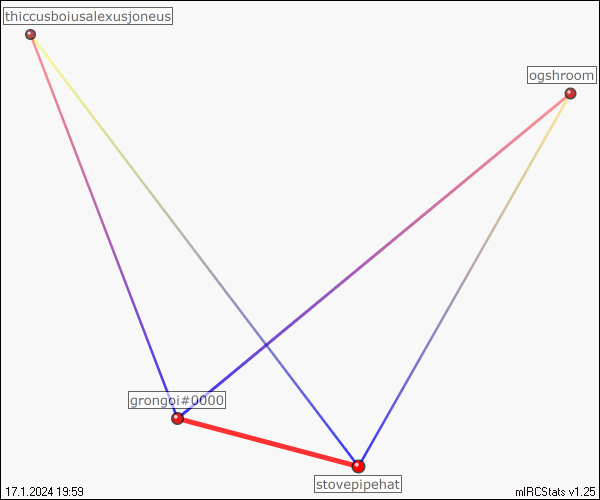 thiccusboiusalexusjoneus
ogshroom
grongoi#0000
stovepipehat
17.1.2024 19:59
mIRCStats v1.25